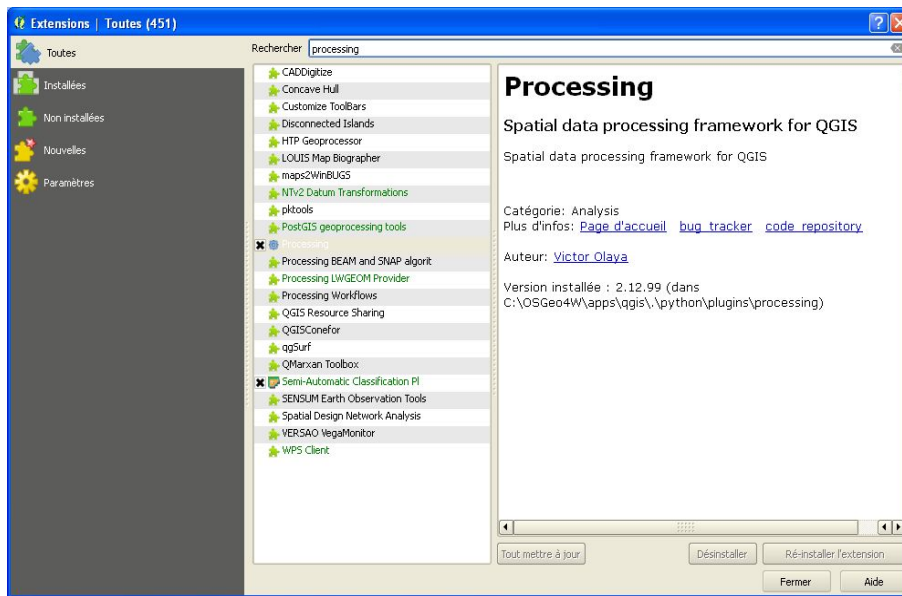 Extensions | Toutes (451)
Toutes
Installées
Non installées
Nouvelles
Paramètres
Rechercher processing
CADDigitize
Concave Hull
Customize ToolBars
Disconnected Islands
HTP Geoprocessor
LOUIS Map Biographer
maps2WinBUGS
NTv2 Datum Transformations
pktools
PostGIS geoprocessing tools
Processing
Processing BEAM and SNAP algorit
Processing LWGEOM Provider
Processing Workflows
QGIS Resource Sharing
QGISConefor
qgSurf
QMarxan Toolbox
Semi-Automatic Classification Pl
SENSUM Earth Observation Tools
Spatial Design Network Analysis
VERSAO VegaMonitor
WPS Client
Processing
Spatial data processing framework for QGIS
Spatial data processing framework for QGIS
Catégorie: Analysis
Plus d'infos: Page d'accueil bug tracker code repository
Auteur: Victor Olaya
Version installée : 2.12.99 (dans
C:\OSGeo4W\apps\qgis\.\python\plugins\processing)
Tout mettre à jour
Désinstaller
Ré-installer l'extension
Fermer
Aide